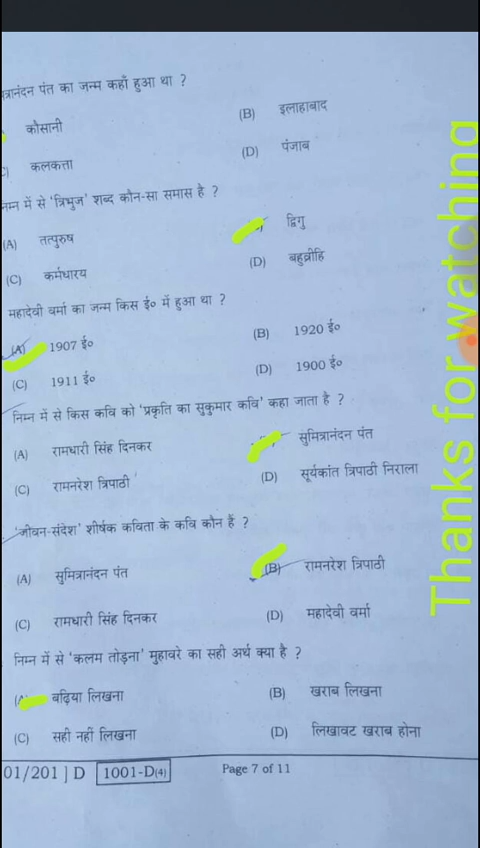 त्रानंदन पंत का जन्म कहाँ हुआ था ?
कौसानी
(B) इलाहाबाद
कलकत्ता
(D) पंजाब
निम्न में से 'त्रिभुज' शब्द कौन-सा समास है ?
(A) तत्पुरुष
द्विगु
(C) कर्मधारय
(D) बहुव्रीहि
महादेवी वर्मा का जन्म किस ई० में हुआ था ?
(A) 1907 ई०
(B) 1920 ई०
(C) 1911 ई०
(D) 1900 ई०
निम्न में से किस कवि को 'प्रकृति का सुकुमार कवि' कहा जाता है ?
(A) रामधारी सिंह दिनकर
सुमित्रानंदन पंत
(C) रामनरेश त्रिपाठी
(D) सूर्यकांत त्रिपाठी निराला
'जीवन-संदेश' शीर्षक कविता के कवि कौन हैं ?
(A) सुमित्रानंदन पंत
(B) रामनरेश त्रिपाठी
(C) रामधारी सिंह दिनकर
(D) महादेवी वर्मा
निम्न में से 'कलम तोड़ना' मुहावरे का सही अर्थ क्या है ?
बढ़िया लिखना
(B) खराब लिखना
(C) सही नहीं लिखना
(D) लिखावट खराब होना
01/201 ] D 1001-D(4) Page 7 of 11
Thanks for watching